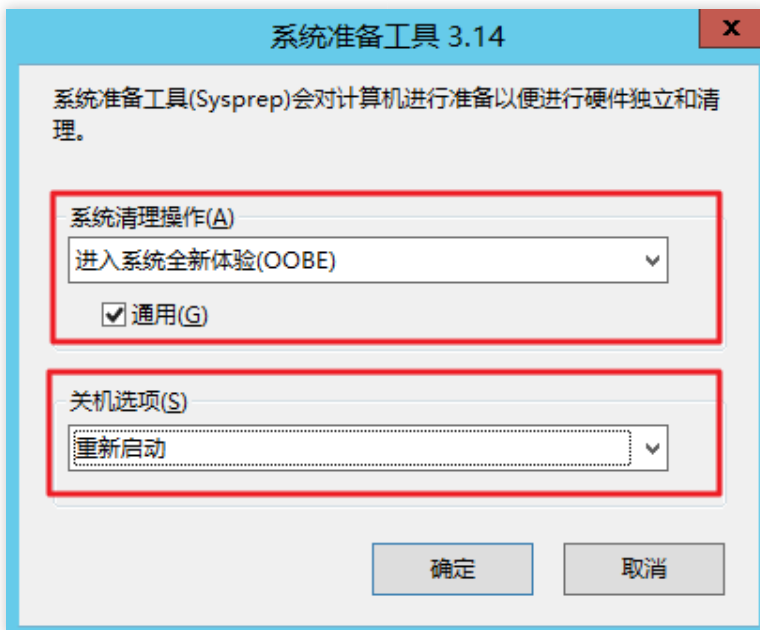 系统准备工具 3.14
x
系统准备工具(Sysprep)会对计算机进行准备以便进行硬件独立和清
理。
系统清理操作(A)
进入系统全新体验(OOBE)
通用(G)
关机选项(S)
重新启动
确定
取消